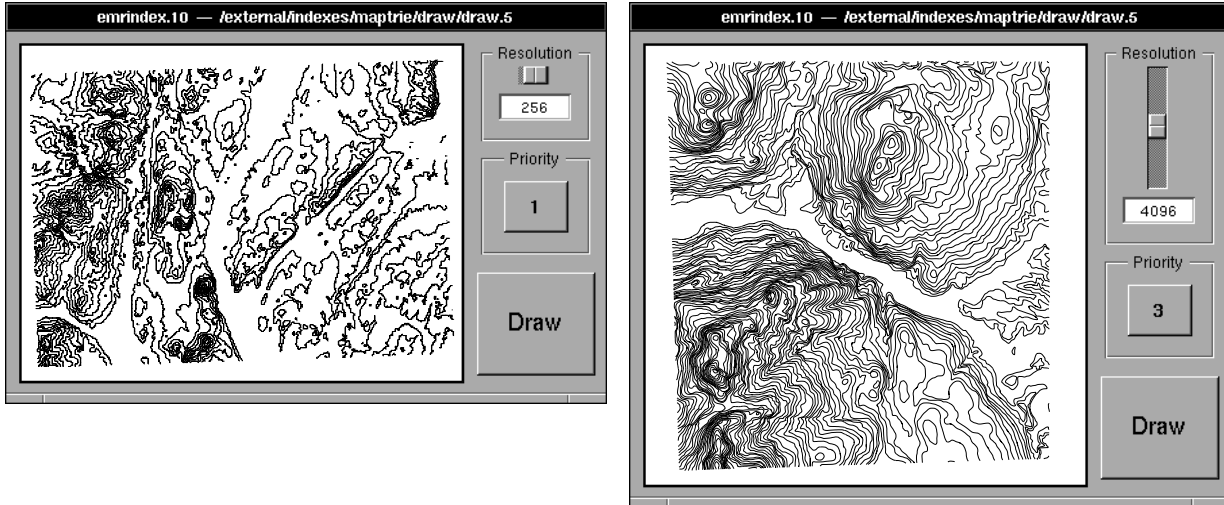 emrindex.10 — /external/indexes/maptrie/draw/draw.5
Resolution
256
Priority
1
Draw
emrindex.10 — /external/indexes/maptrie/draw/draw.5
Resolution
4096
Priority
3
Draw